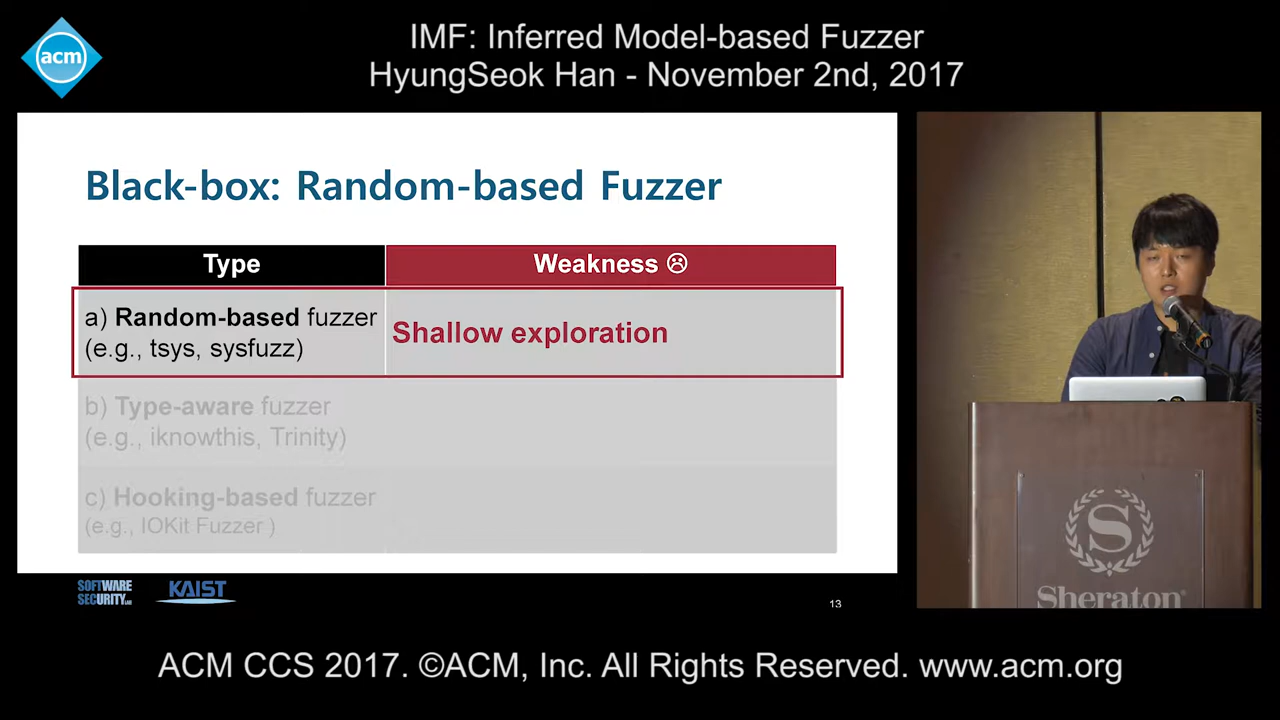 IMF: Inferred Model-based Fuzzer
HyungSeok Han - November 2nd, 2017
acm
Black-box: Random-based Fuzzer
Type
Weakness ☹
a) Random-based fuzzer
(e.g., tsys, sysfuzz)
Shallow exploration
b) Type-aware fuzzer
(e.g., iknowthis, Trinity)
c) Hooking-based fuzzer
(e.g., IOKit Fuzzer )
SOFTWARE
SECURITY LAB
KAIST
13
S
Sheraton
ACM CCS 2017. ©ACM, Inc. All Rights Reserved. www.acm.org